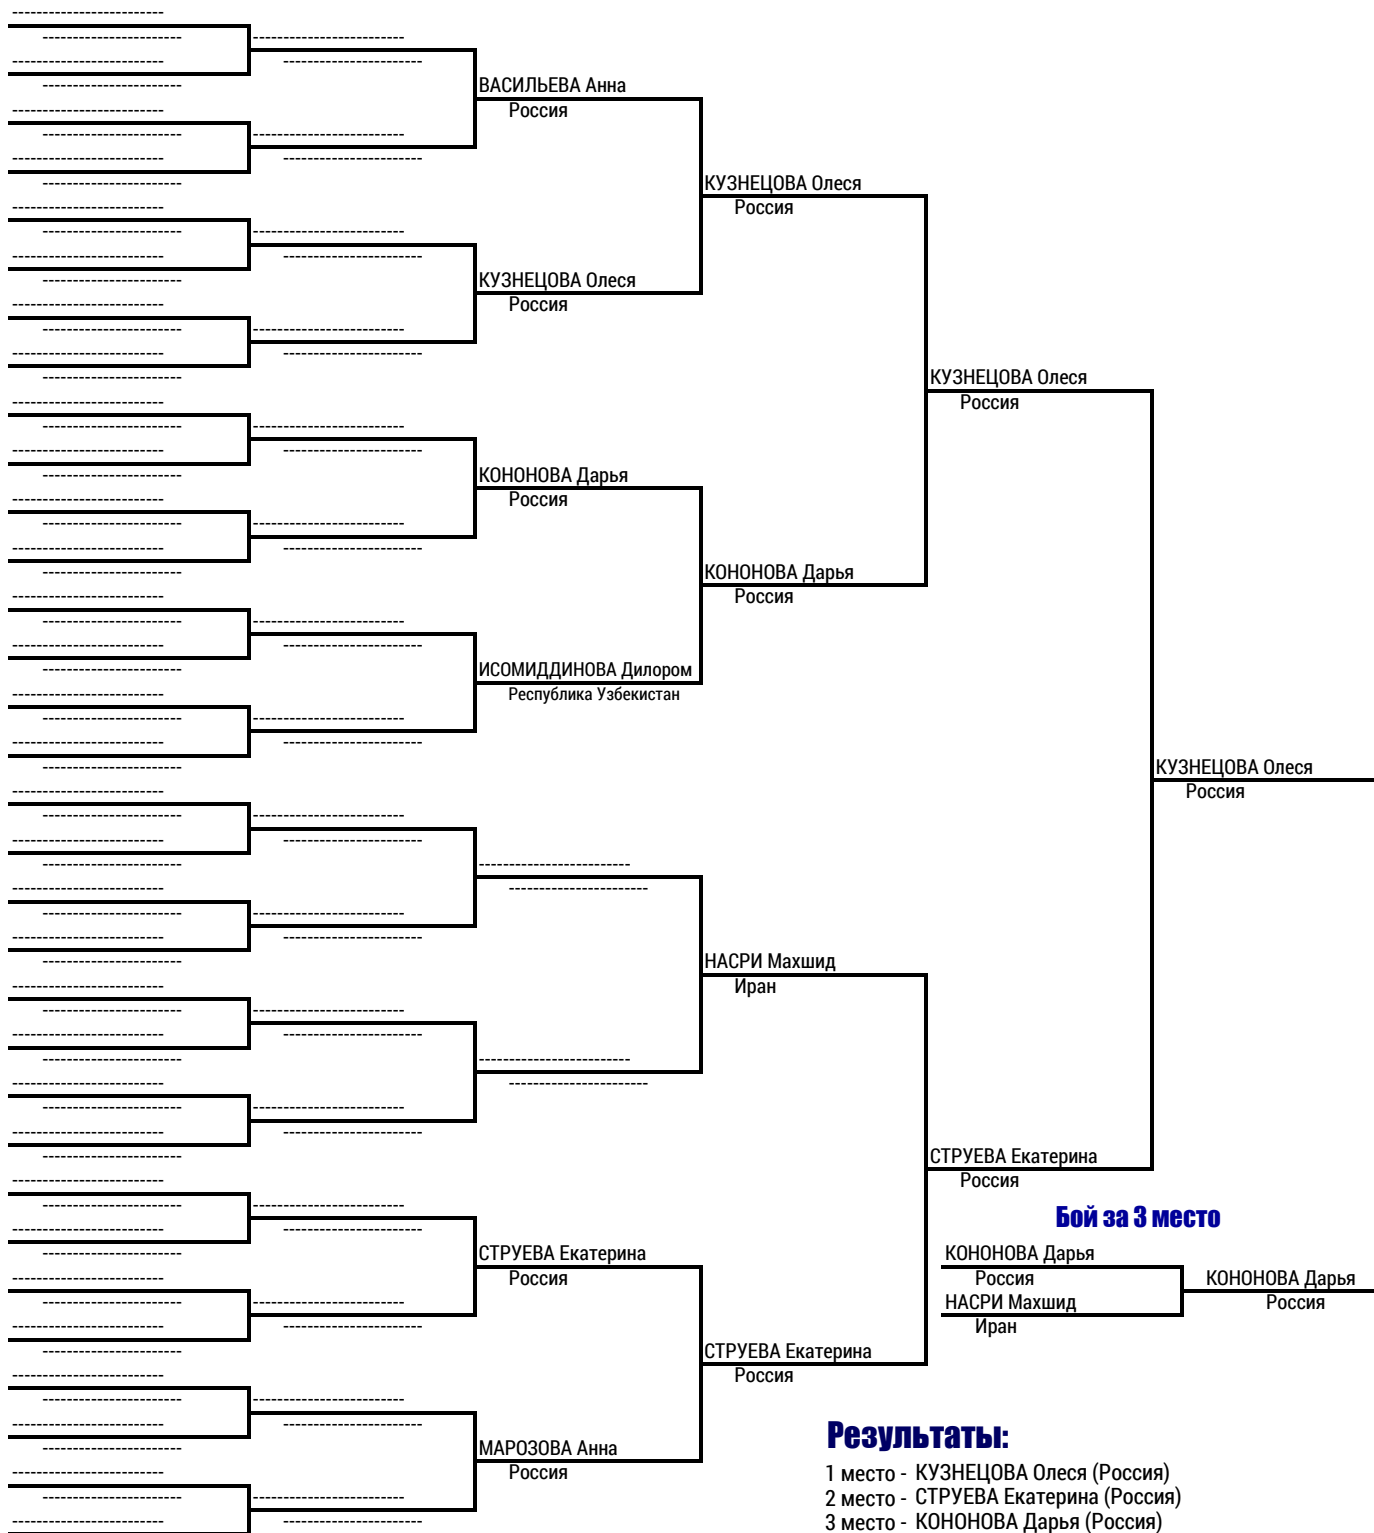 ВАСИЛЬЕВА Анна
Россия
КУЗНЕЦОВА Олеся
Россия
КУЗНЕЦОВА Олеся
Россия
КУЗНЕЦОВА Олеся
Россия
КОНОНОВА Дарья
Россия
КОНОНОВА Дарья
Россия
ИСОМИДДИНОВА Дилором
Республика Узбекистан
КУЗНЕЦОВА Олеся
Россия
НАСРИ Махшид
Иран
СТРУЕВА Екатерина
Россия
Бой за 3 место
СТРУЕВА Екатерина
Россия
КОНОНОВА Дарья
Россия
НАСРИ Махшид
Иран
КОНОНОВА Дарья
Россия
СТРУЕВА Екатерина
Россия
МАРОЗОВА Анна
Россия
Результаты:
1 место - КУЗНЕЦОВА Олеся (Россия)
2 место - СТРУЕВА Екатерина (Россия)
3 место - КОНОНОВА Дарья (Россия)